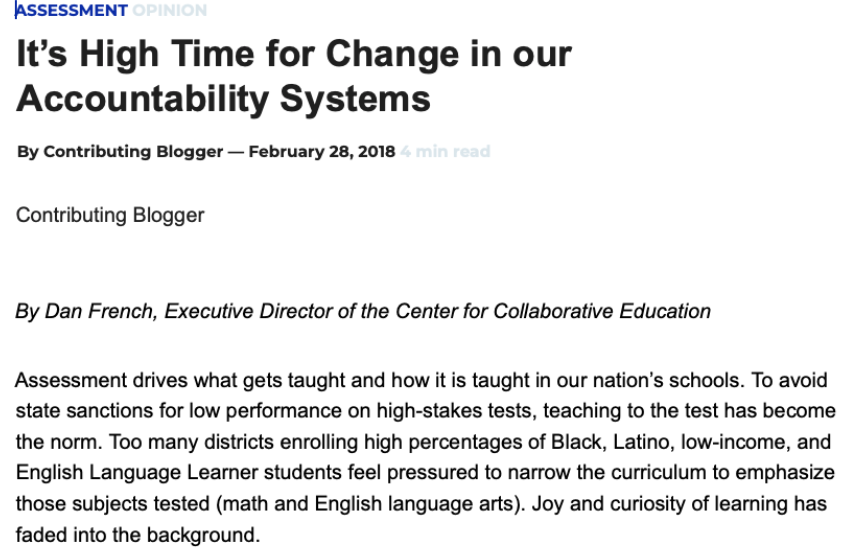 ASSESSMENT OPINION
It’s High Time for Change in our
Accountability Systems
By Contributing Blogger — February 28, 2018 4 min read
Contributing Blogger
By Dan French, Executive Director of the Center for Collaborative Education
Assessment drives what gets taught and how it is taught in our nation’s schools. To avoid
state sanctions for low performance on high-stakes tests, teaching to the test has become
the norm. Too many districts enrolling high percentages of Black, Latino, low-income, and
English Language Learner students feel pressured to narrow the curriculum to emphasize
those subjects tested (math and English language arts). Joy and curiosity of learning has
faded into the background.